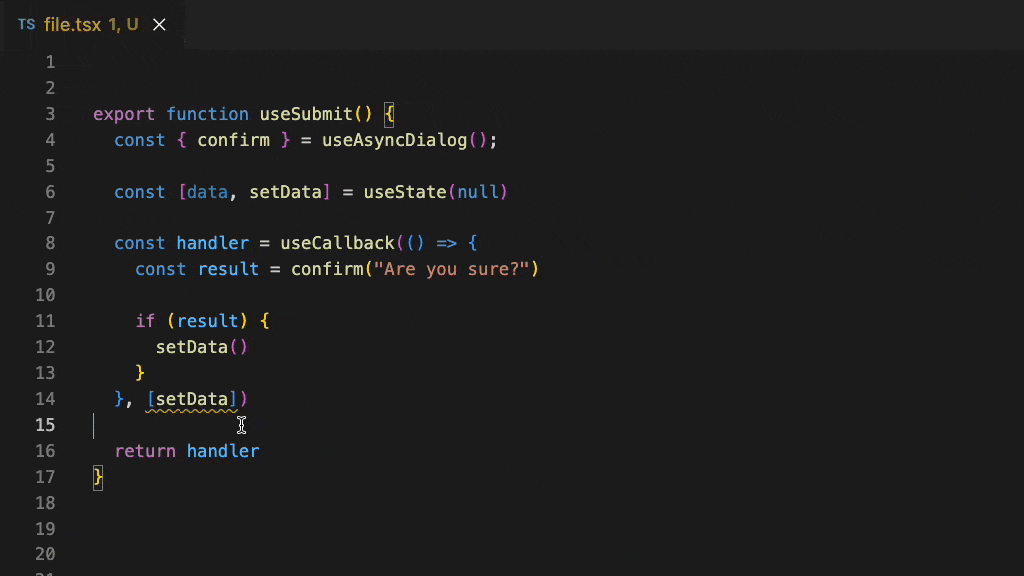 TS file.tsx 1, U ×
1
2
3 export function useSubmit() {
4 const { confirm } = useAsyncDialog();
5
6 const [data, setData] = useState(null)
7
8 const handler = useCallback(() => {
9 const result = confirm("Are you sure?")
10
11 if (result) {
12 setData()
13 }
14 }, [setData])
15
16 return handler
17 }
18
19
20